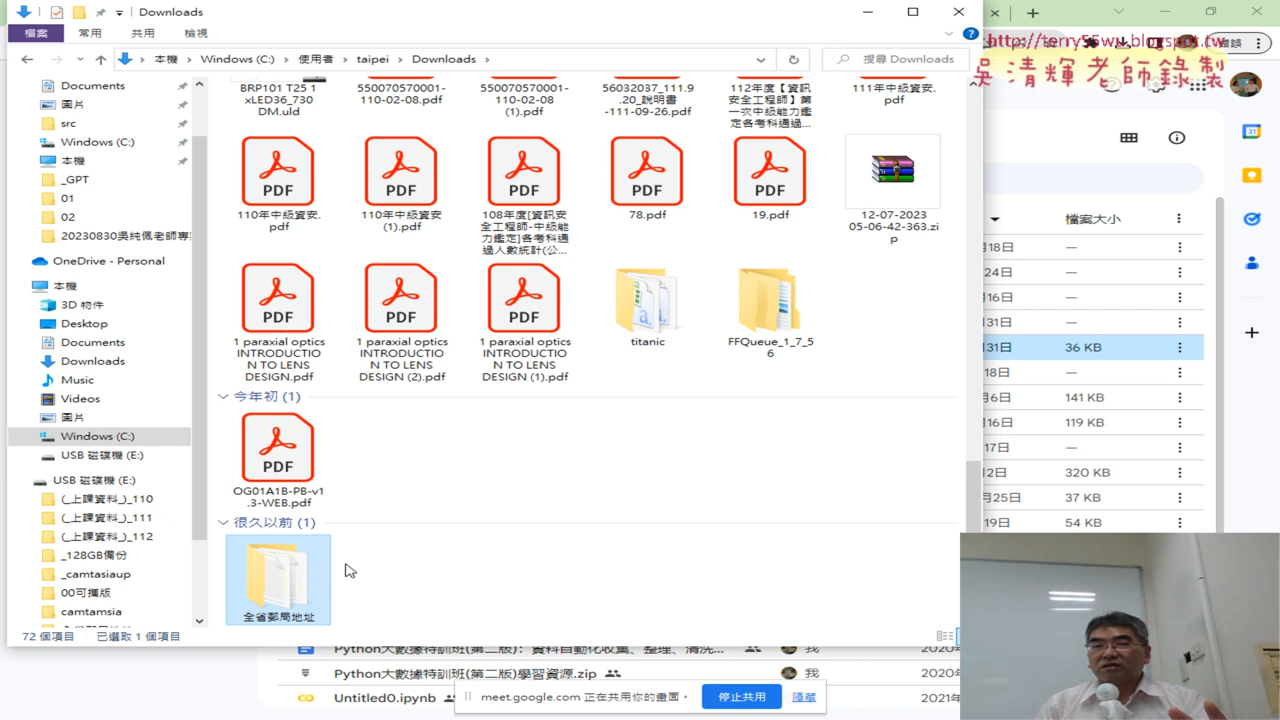 Downloads
檔案
常用
共用
檢視
本機
Windows (C:)
使用者
taipei
Downloads
搜尋 Downloads
http://terry55wu.blogspot.tw
吳清輝老師錄製
Documents
圖片
src
Windows (C:)
本機
_GPT
01
02
20230830吳純佩老師專
OneDrive - Personal
本機
3D 物件
Desktop
Documents
Downloads
Music
Videos
圖片
Windows (C:)
USB 磁碟機 (E:)
USB 磁碟機 (E:)
(_上課資料_)_110
(_上課資料_)_111
(_上課資料_)_112
_128GB備份
_camtasiaup
00可攜版
camtamsia
BRP101 T25 1
xLED36_730
DM.uld
550070570001-
110-02-08.pdf
550070570001-
110-02-08
(1).pdf
56032037_111.9
.20_說明書
-111-09-26.pdf
112年度【資訊
安全工程師】第
一次中級能力鑑
定各考科通過...
111年中資安.
pdf
110年中級資安.
pdf
110年中級資安
(1).pdf
108年度[資訊安
全工程師-中級能
力鑑定]各考科通
過人數統計(公...
78.pdf
19.pdf
12-07-2023
05-06-42-363.zi
p
1 paraxial optics
INTRODUCTIO
N TO LENS
DESIGN.pdf
1 paraxial optics
INTRODUCTIO
N TO LENS
DESIGN (2).pdf
1 paraxial optics
INTRODUCTIO
N TO LENS
DESIGN (1).pdf
titanic
FFQueue_1_7_5
6
今年初 (1)
OG01A1B-PB-v1
.3-WEB.pdf
很久以前 (1)
全省郵局地址
72 個項目
已選取 1 個項目
檔案大小
月18日 —
24日 —
月16日 —
月31日 —
月31日 36 KB
月18日 —
月6日 141 KB
月16日 119 KB
17日 —
2日 320 KB
月25日 37 KB
19日 54 KB
Python大數據特訓班(第二版)：資料自動化收集、整理、清洗... 我 2020
Python大數據特訓班(第二版)學習資源.zip 我 2020
Untitled0.ipynb 2021
meet.google.com 正在共用你的畫面。
停止共用
隱藏